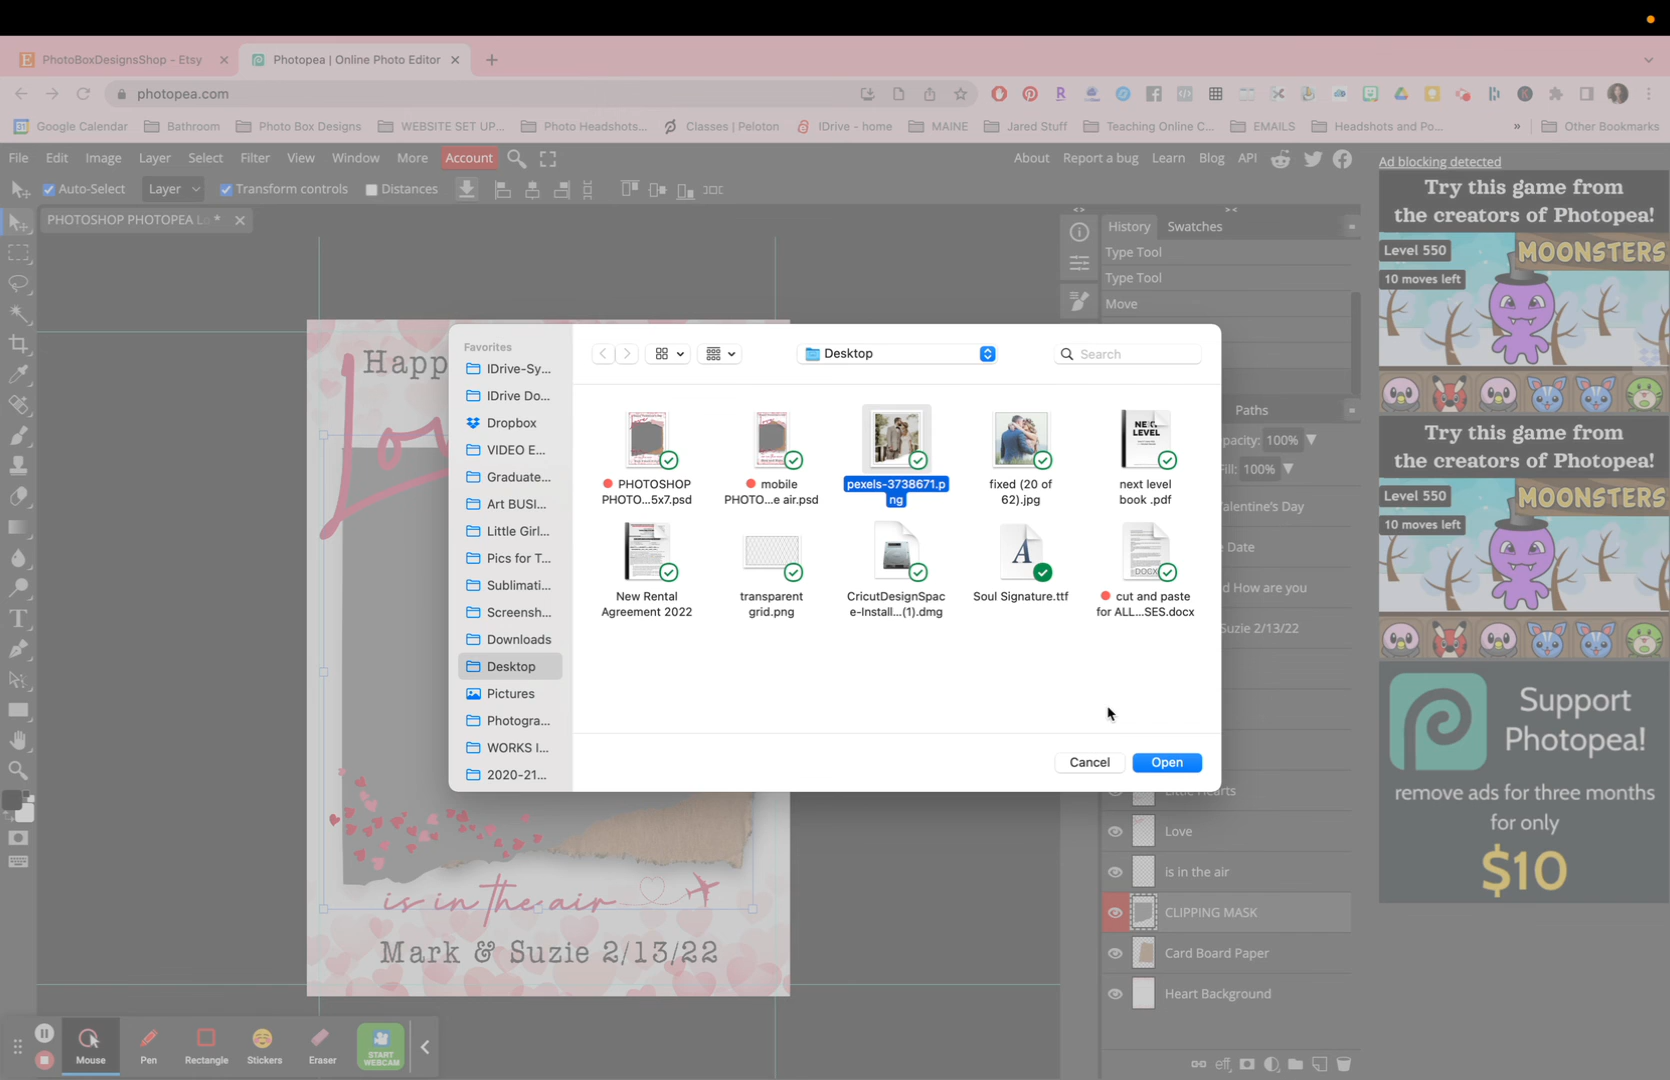 PhotoBoxDesignsShop - Etsy
Photopea | Online Photo Editor
photopea.com
Google Calendar
Bathroom
Photo Box Designs
WEBSITE SET UP...
Photo Headshots...
Classes | Peloton
IDrive - home
MAINE
Jared Stuff
Teaching Online C...
EMAILS
Headshots and Po...
»
Other Bookmarks
File Edit Image Layer Select Filter View Window More Account
About Report a bug Learn Blog API
Auto-Select Layer Transform controls Distances
PHOTOSHOP PHOTOPEA L *
History Swatches
Type Tool
Type Tool
Move
Paths
pacity: 100%
ill: 100%
alentine's Day
Date
d How are you
Suzie 2/13/22
Little Hearts
Love
is in the air
CLIPPING MASK
Card Board Paper
Heart Background
eff
Happ
Lov
is in the air
Mark & Suzie 2/13/22
Favorites
IDrive-Sy...
IDrive Do...
Dropbox
VIDEO E...
Graduate...
Art BUSI...
Little Girl...
Pics for T...
Sublimati...
Screensh...
Downloads
Desktop
Pictures
Photogra...
WORKS I...
2020-21...
Desktop
Search
PHOTOSHOP
PHOTO...5x7.psd
mobile
PHOTO...e air.psd
pexels-3738671.p
ng
fixed (20 of
62).jpg
NEXT
LEVEL
next level
book .pdf
New Rental
Agreement 2022
transparent
grid.png
CricutDesignSpac
e-Install...(1).dmg
A
Soul Signature.ttf
DOCX
cut and paste
for ALL...SES.docx
Cancel
Open
Ad blocking detected
Try this game from
the creators of Photopea!
Level 550
MOONSTERS
10 moves left
Try this game from
the creators of Photopea!
Level 550
MOONSTERS
10 moves left
Support
Photopea!
remove ads for three months
for only
$10
Mouse
Pen
Rectangle
Stickers
Eraser
START
WEBCAM